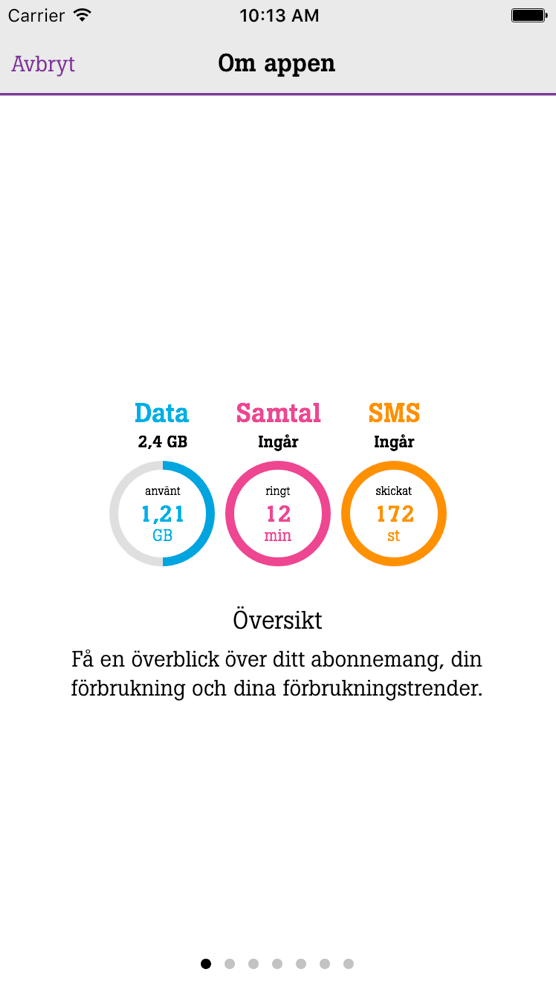 Carrier 10:13 AM
Avbryt Om appen
Data Samtal SMS
2,4 GB Ingår Ingår
använt ringt skickat
1,21 12 172
GB min st
Översikt
Få en överblick över ditt abonnemang, din
förbrukning och dina förbrukningstrender.